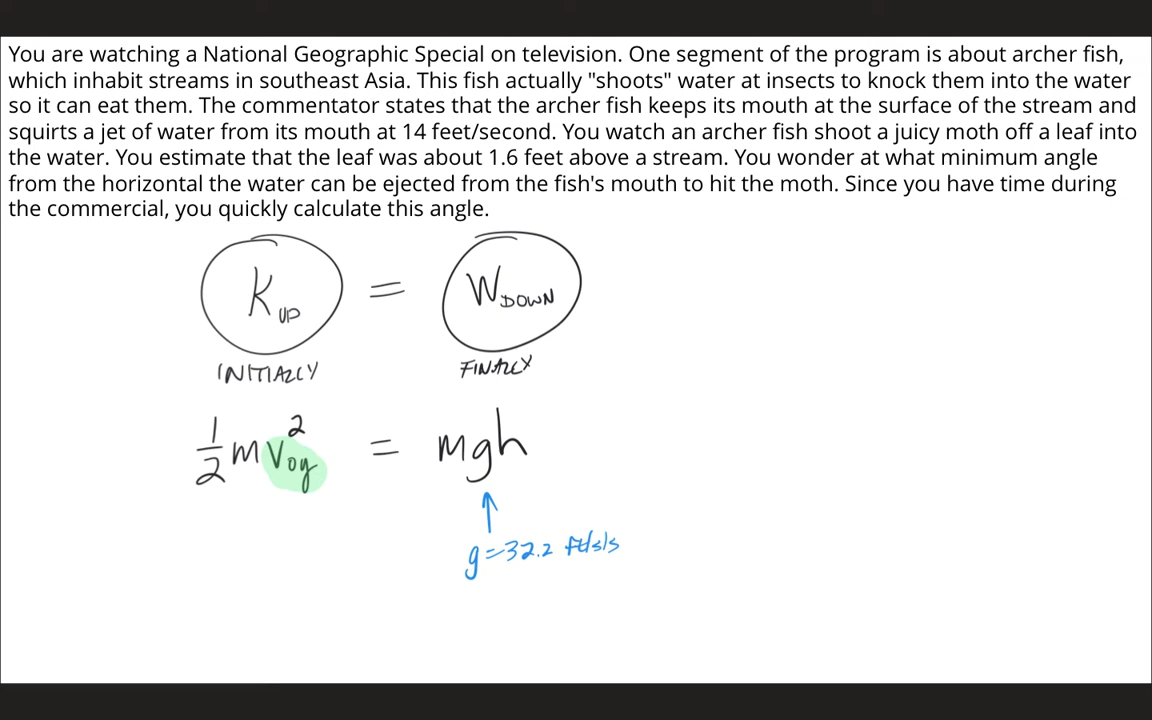 You are watching a National Geographic Special on television. One segment of the program is about archer fish,
which inhabit streams in southeast Asia. This fish actually "shoots" water at insects to knock them into the water
so it can eat them. The commentator states that the archer fish keeps its mouth at the surface of the stream and
squirts a jet of water from its mouth at 14 feet/second. You watch an archer fish shoot a juicy moth off a leaf into
the water. You estimate that the leaf was about 1.6 feet above a stream. You wonder at what minimum angle
from the horizontal the water can be ejected from the fish's mouth to hit the moth. Since you have time during
the commercial, you quickly calculate this angle.
K_UP = W_DOWN
INITIALLY FINALLY
1/2 mv_{0y}^2 = mgh
g=32.2 ft/s/s